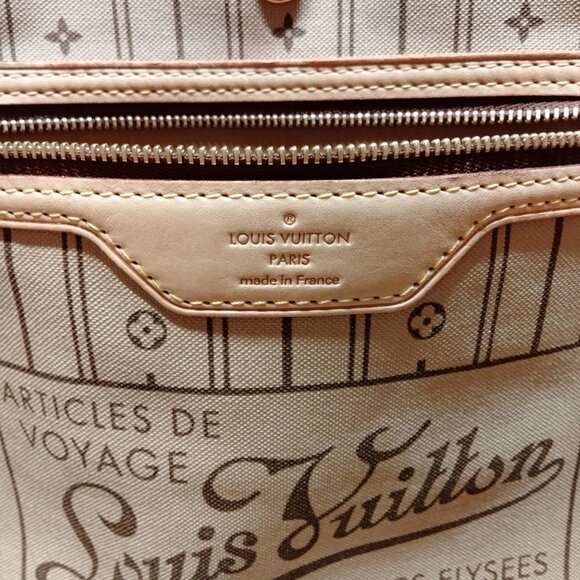 ®
LOUIS VUITTON
PARIS
made in France
ARTICLES DE
VOYAGE
Louis Vuitton
ELYSEES